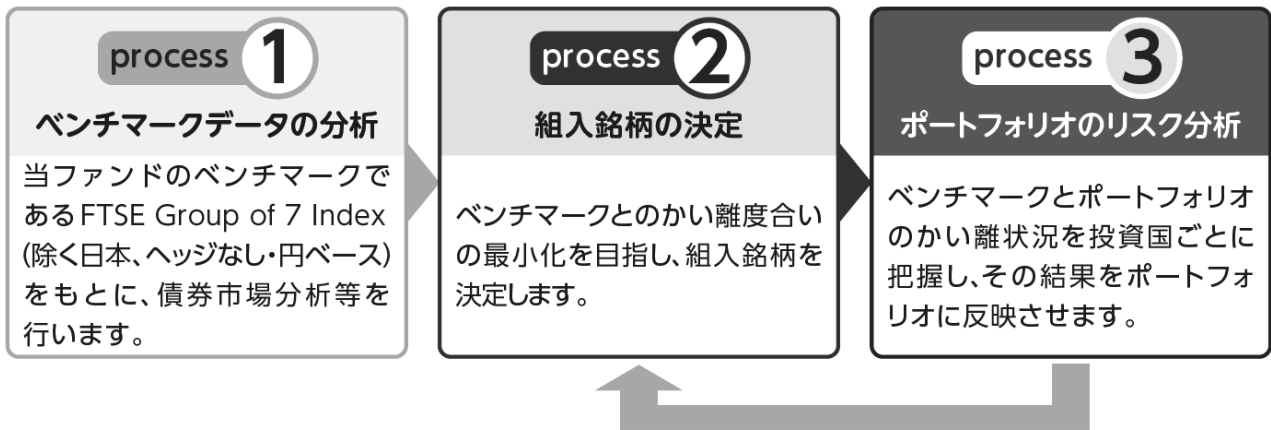 process 1
ベンチマークデータの分析
当ファンドのベンチマークで
あるFTSE Group of 7 Index
(除く日本、ヘッジなし・円ベース)
をもとに、債券市場分析等を
行います。
process 2
組入銘柄の決定
ベンチマークとのかい離度合い
の最小化を目指し、組入銘柄を
決定します。
process 3
ポートフォリオのリスク分析
ベンチマークとポートフォリオ
のかい離状況を投資国ごとに
把握し、その結果をポートフォ
リオに反映させます。